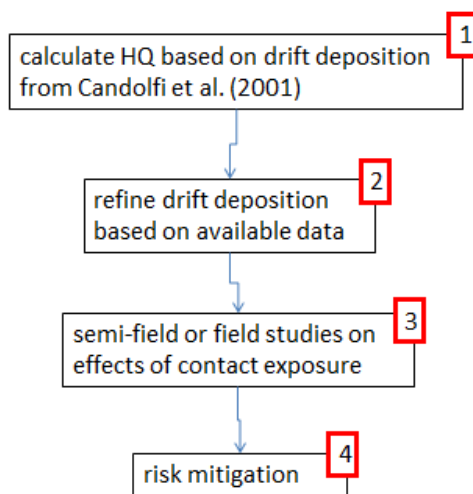 1
calculate HQ based on drift deposition
from Candolfi et al. (2001)
2
refine drift deposition
based on available data
3
semi-field or field studies on
effects of contact exposure
4
risk mitigation